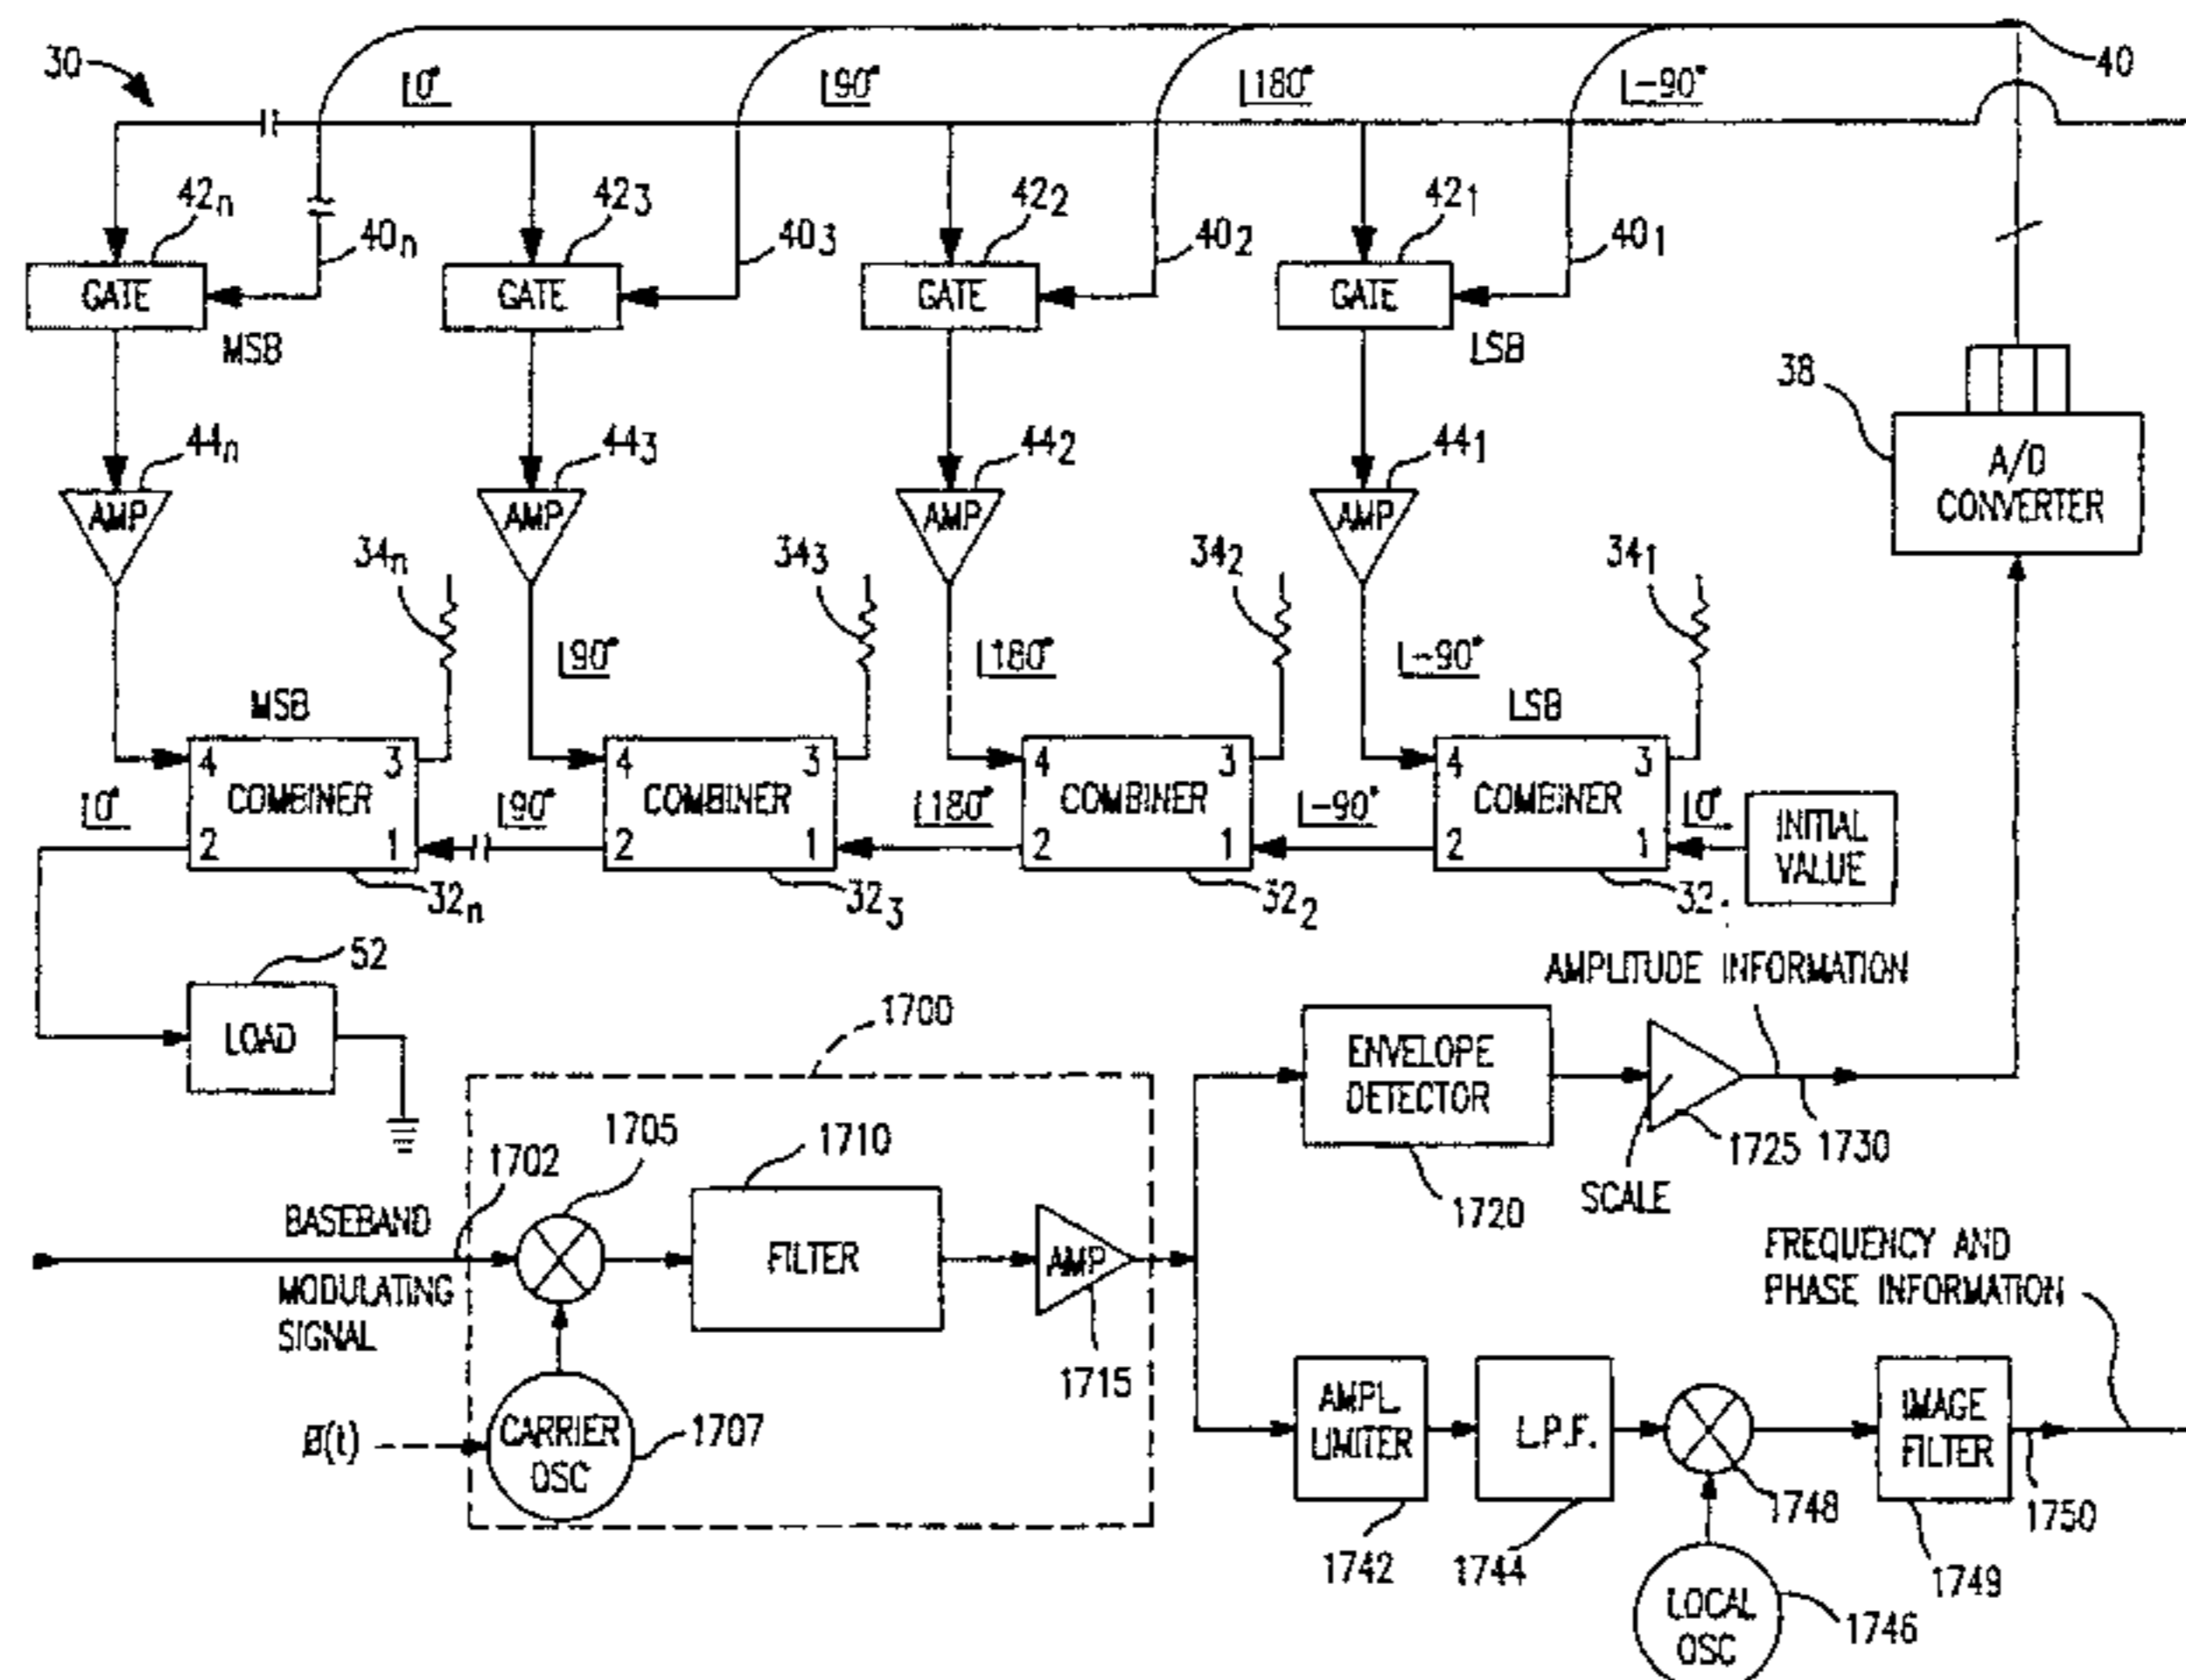 30
|0° |90° |180° |-90° 40
42n 423 422 421
40n 403 402 401
GATE GATE GATE GATE
MSB LSB
38
44n 443 442 441
A/D
CONVERTER
AMP AMP AMP AMP
34n 343 342 341
|90° |180° |-90°
MSB LSB
4 3 4 3 4 3 4 3
COMBINER COMBINER COMBINER COMBINER
|0° |90° |180° |-90° |0°
2 1 2 1 2 1 2 1
INITIAL
VALUE
32n 323 322 32
52
AMPLITUDE INFORMATION
LOAD
1700
ENVELOPE
DETECTOR
1702 1705 1710
1725 1730
SCALE
1720
BASEBAND
MODULATING
SIGNAL
FILTER
AMP
FREQUENCY AND
PHASE INFORMATION
1715
Ø(t)
CARRIER
OSC
1707
AMPL.
LIMITER
L.P.F.
IMAGE
FILTER
1748 1750
1742 1744 1749
LOCAL
OSC
1746